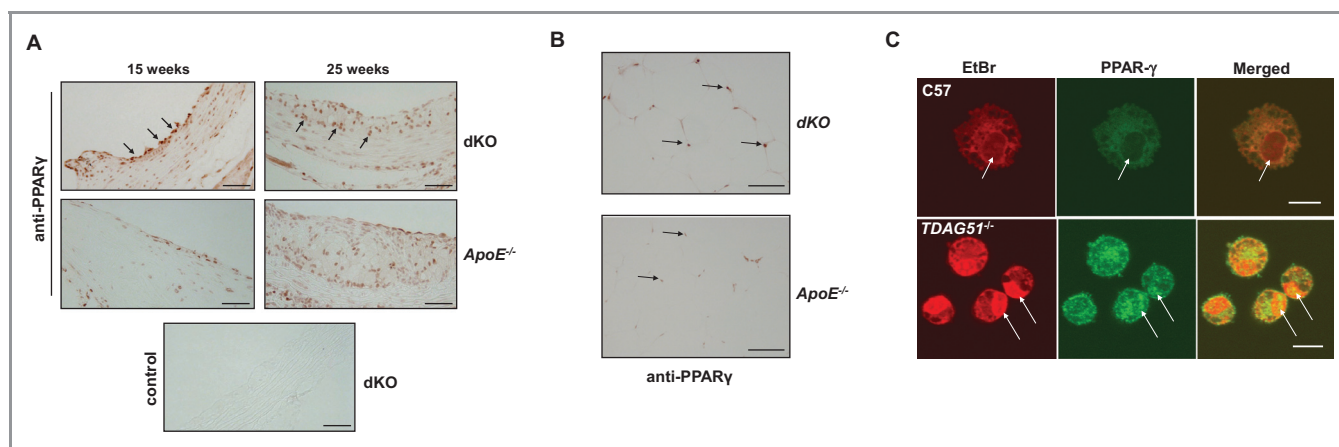 A
15 weeks
25 weeks
anti-PPARγ
dKO
ApoE-/-
control
dKO
B
dKO
ApoE-/-
anti-PPARγ
C
EtBr
PPAR-γ
Merged
C57
TDAG51-/-